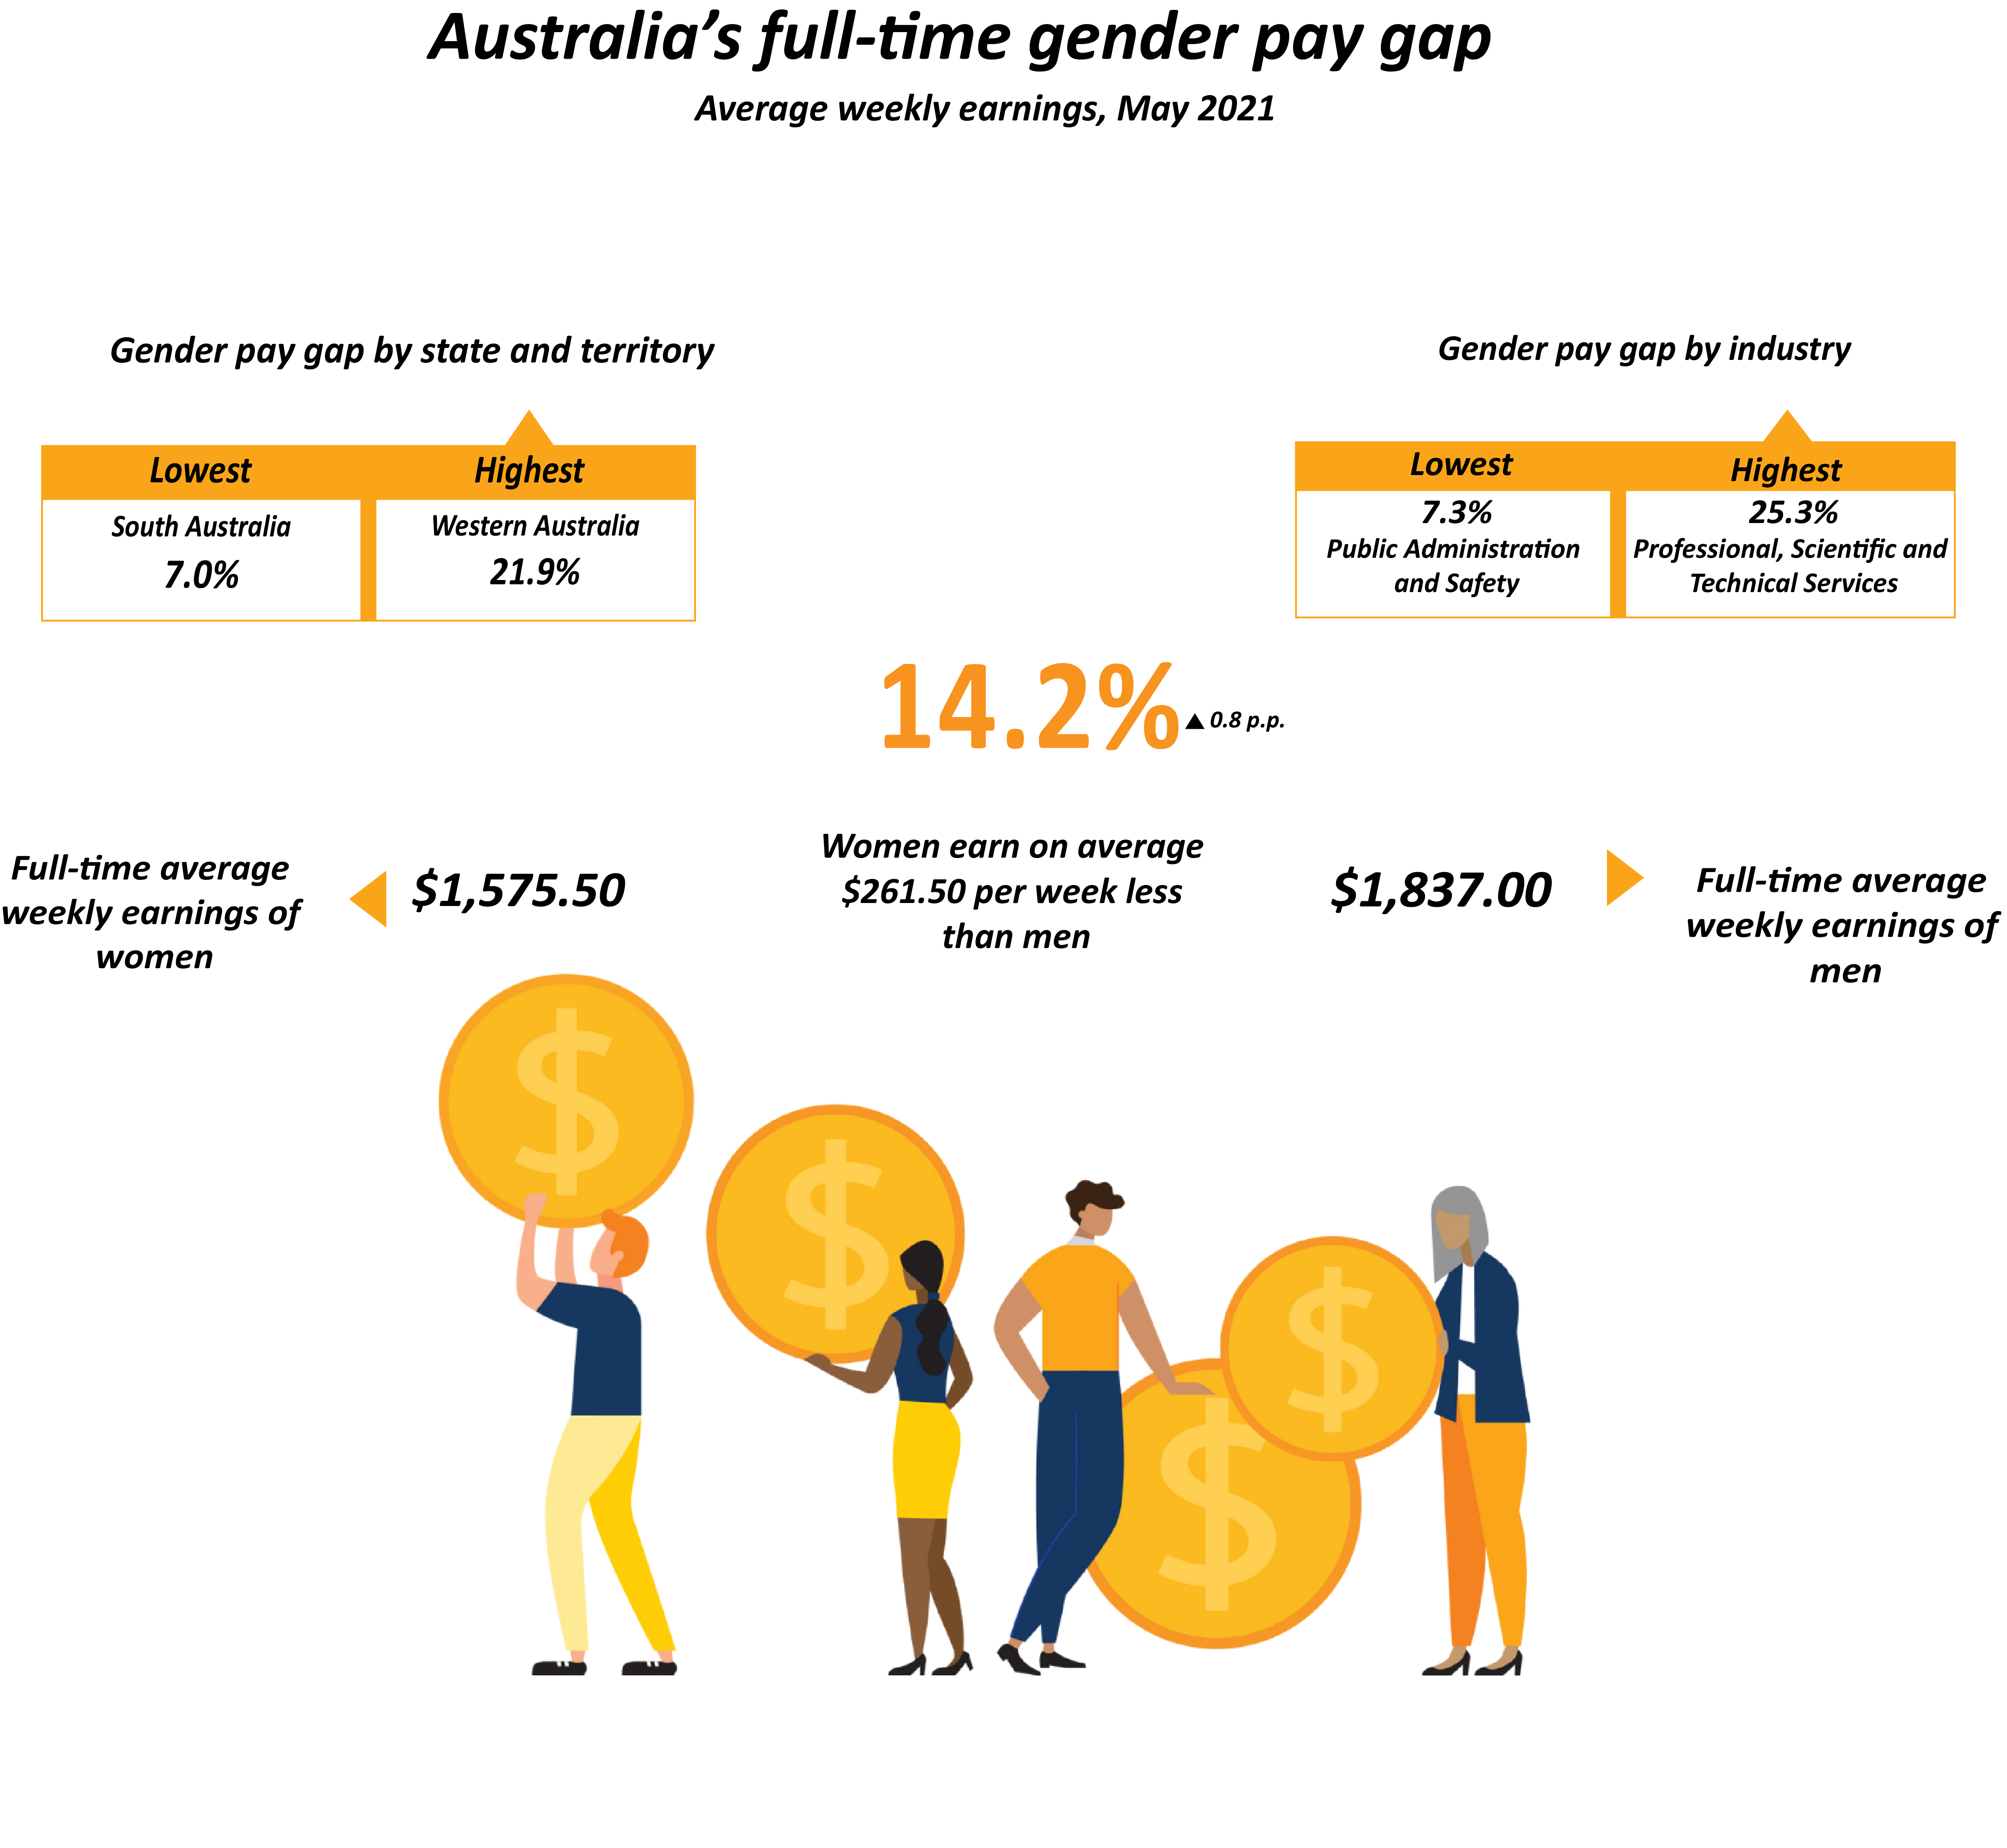 Australia’s full-time gender pay gap
Average weekly earnings, May 2021
Gender pay gap by state and territory
Lowest
Highest
South Australia
7.0%
Western Australia
21.9%
Gender pay gap by industry
Lowest
Highest
7.3%
Public Administration
and Safety
25.3%
Professional, Scientific and
Technical Services
14.2%
▲ 0.8 p.p.
Full-time average
weekly earnings of
women
$1,575.50
Women earn on average
$261.50 per week less
than men
$1,837.00
Full-time average
weekly earnings of
men
$
$
$
$